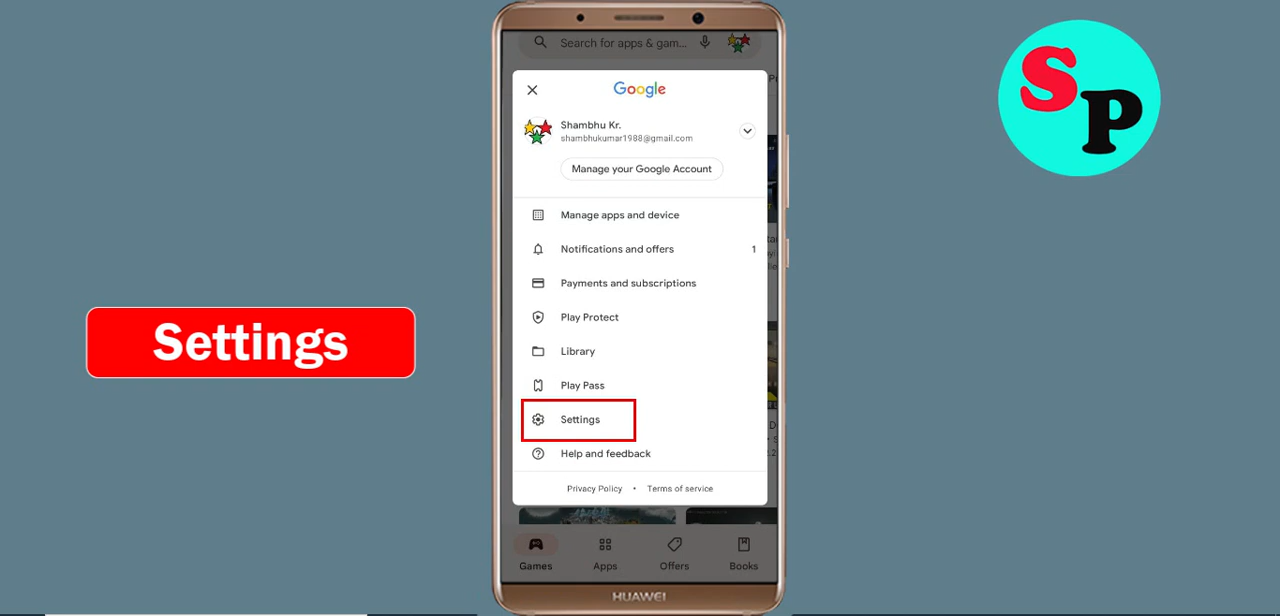 Search for apps & gam...
Google
Shambhu Kr.
shambhukumar1988@gmail.com
Manage your Google Account
Manage apps and device
Notifications and offers 1
Payments and subscriptions
Play Protect
Library
Play Pass
Settings
Help and feedback
Privacy Policy • Terms of service
Games Apps Offers Books
HUAWEI
Settings
SP